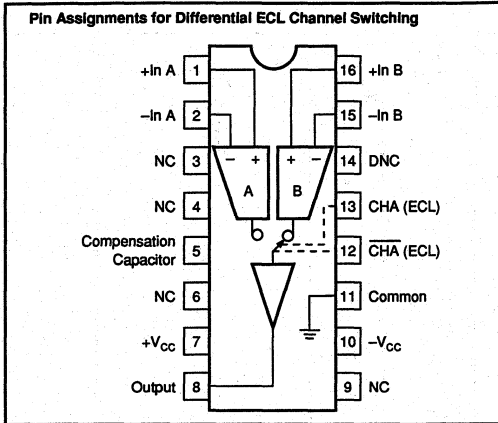 Pin Assignments for Differential ECL Channel Switching
+In A 1 16 +In B
–In A 2 15 –In B
NC 3 – + + – 14 DNC
A B
NC 4 13 CHA (ECL)
Compensation
Capacitor 5 12 C̅H̅A̅ (ECL)
NC 6 11 Common
+VCC 7 10 –VCC
Output 8 9 NC